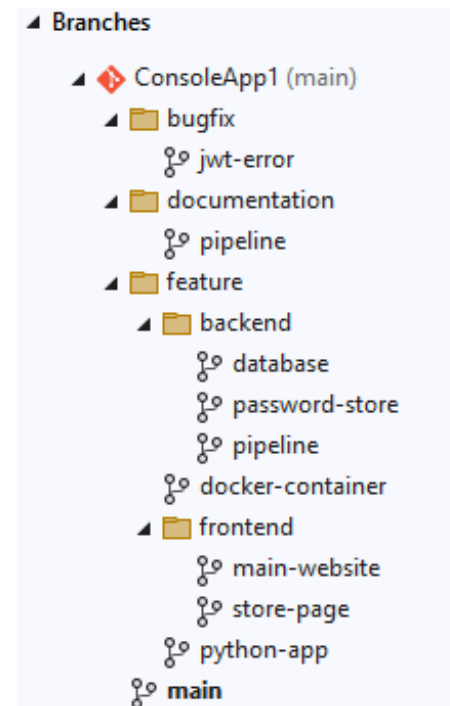 Branches
ConsoleApp1 (main)
bugfix
jwt-error
documentation
pipeline
feature
backend
database
password-store
pipeline
docker-container
frontend
main-website
store-page
python-app
main